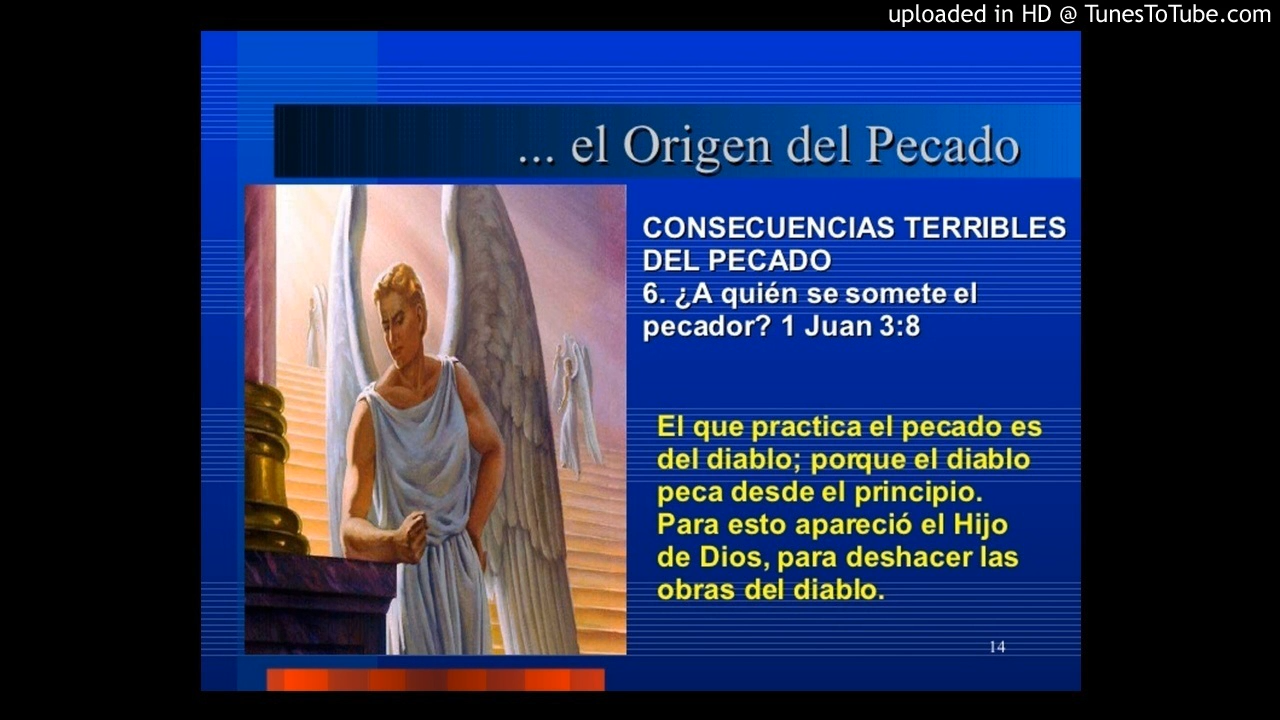 uploaded in HD @ TunesToTube.com
... el Origen del Pecado
CONSECUENCIAS TERRIBLES
DEL PECADO
6. ¿A quién se somete el
pecador? 1 Juan 3:8
El que practica el pecado es
del diablo; porque el diablo
peca desde el principio.
Para esto apareció el Hijo
de Dios, para deshacer las
obras del diablo.
14